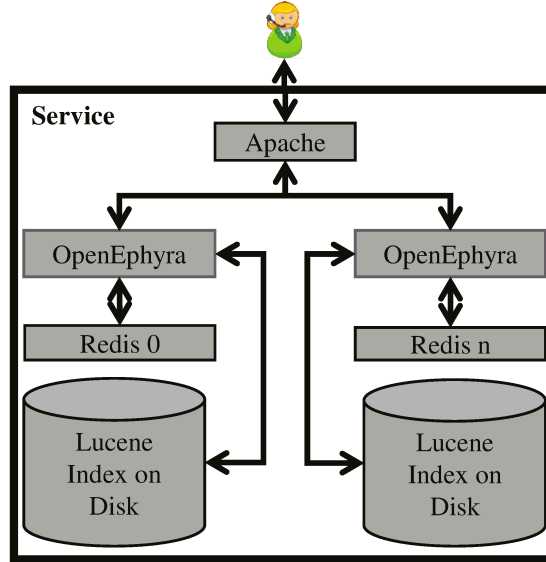 Service
Apache
OpenEphyra
OpenEphyra
Redis 0
Redis n
Lucene
Index on
Disk
Lucene
Index on
Disk